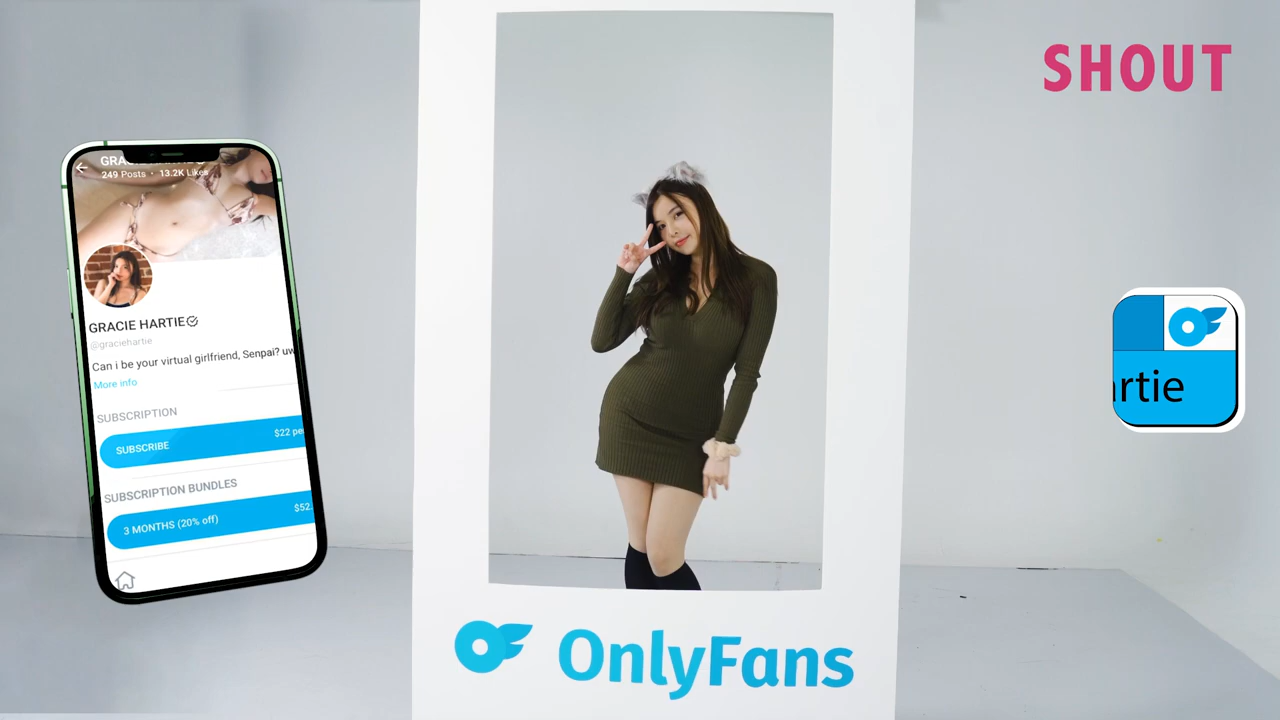 SHOUT
249 Posts • 13.2K Likes
GRACIE HARTIE
@graciehartie
Can i be your virtual girlfriend, Senpai? uw
More info
SUBSCRIPTION
SUBSCRIBE
$22 pe
SUBSCRIPTION BUNDLES
3 MONTHS (20% off)
$52.
rtie
OnlyFans